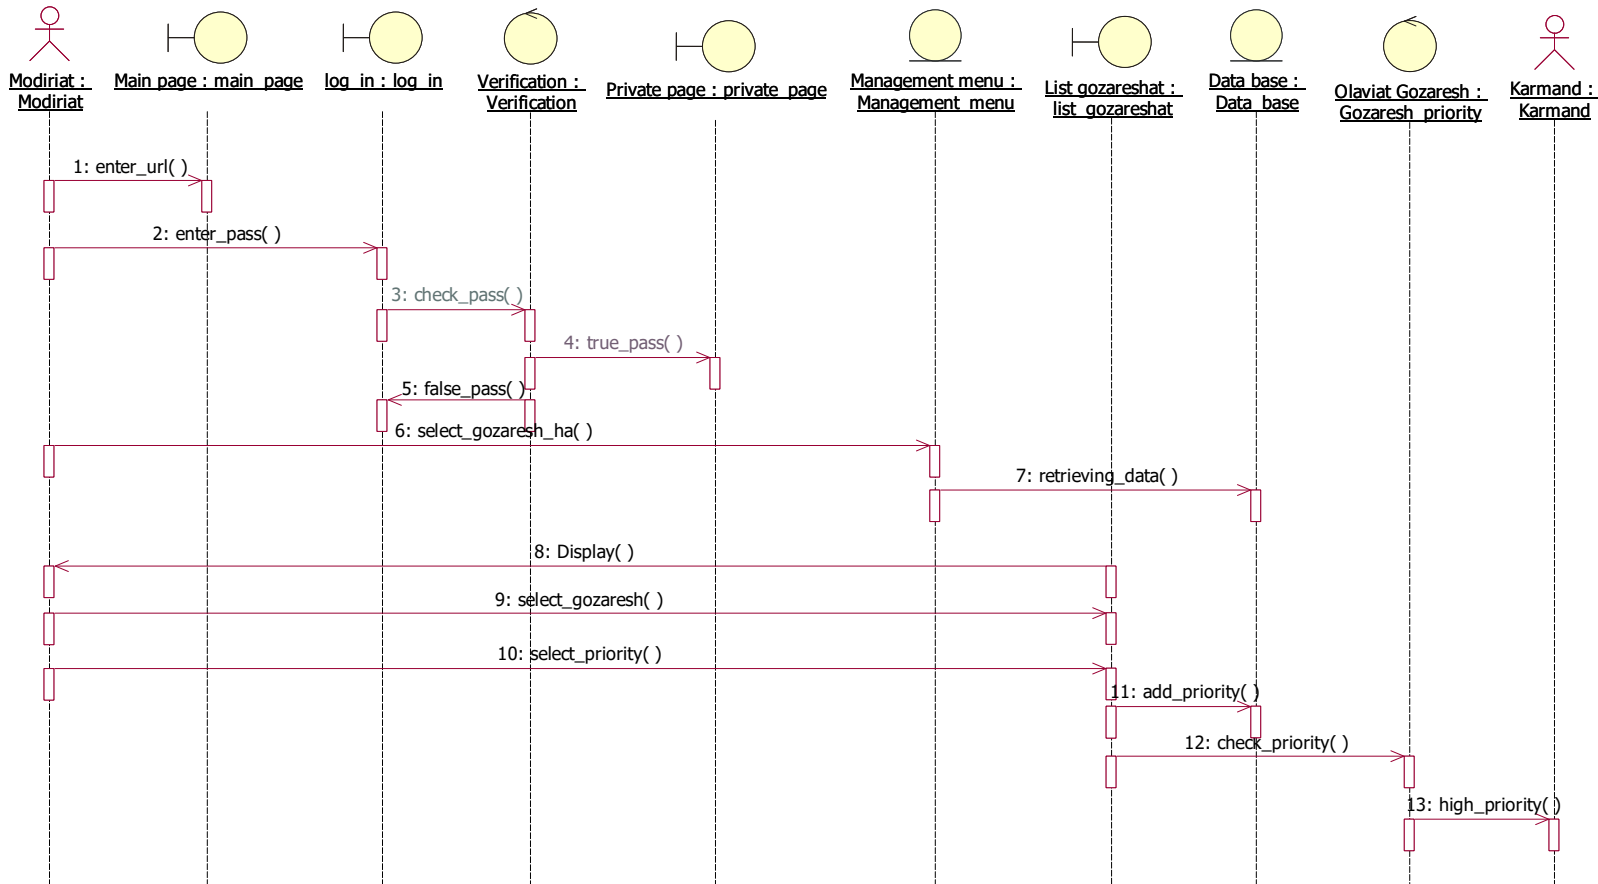 Modiriat :
Modiriat
Main page : main_page
log_in : log_in
Verification :
Verification
Private page : private_page
Management menu :
Management_menu
List gozareshat :
list_gozareshat
Data base :
Data_base
Olaviat Gozaresh :
Gozaresh_priority
Karmand :
Karmand
1: enter_url( )
2: enter_pass( )
3: check_pass( )
4: true_pass( )
5: false_pass( )
6: select_gozaresh_ha( )
7: retrieving_data( )
8: Display( )
9: select_gozaresh( )
10: select_priority( )
11: add_priority( )
12: check_priority( )
13: high_priority( )